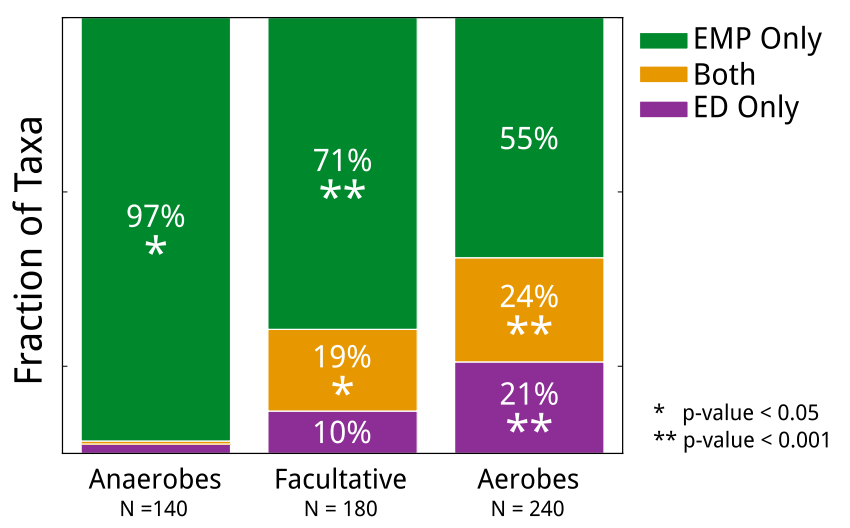 Fraction of Taxa
97%
*
71%
**
19%
*
10%
55%
24%
**
21%
**
Anaerobes
N =140
Facultative
N = 180
Aerobes
N = 240
EMP Only
Both
ED Only
* p-value < 0.05
** p-value < 0.001